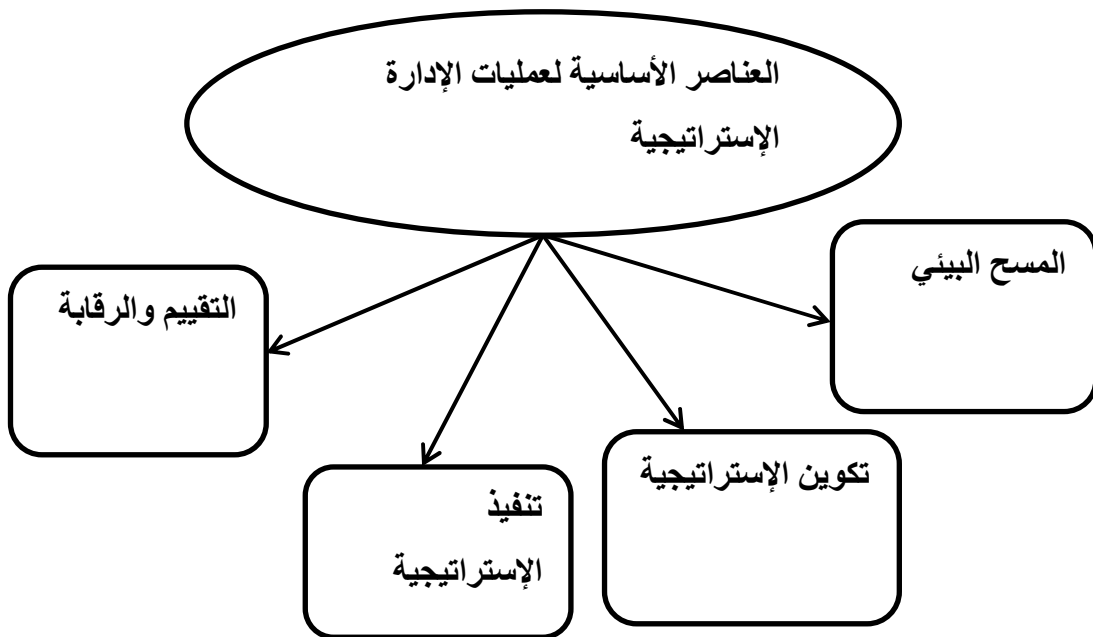 العناصر الأساسية لعمليات الإدارة
الإستراتيجية
المسح البيئي
تكوين الإستراتيجية
تنفيذ
الإستراتيجية
التقييم والرقابة